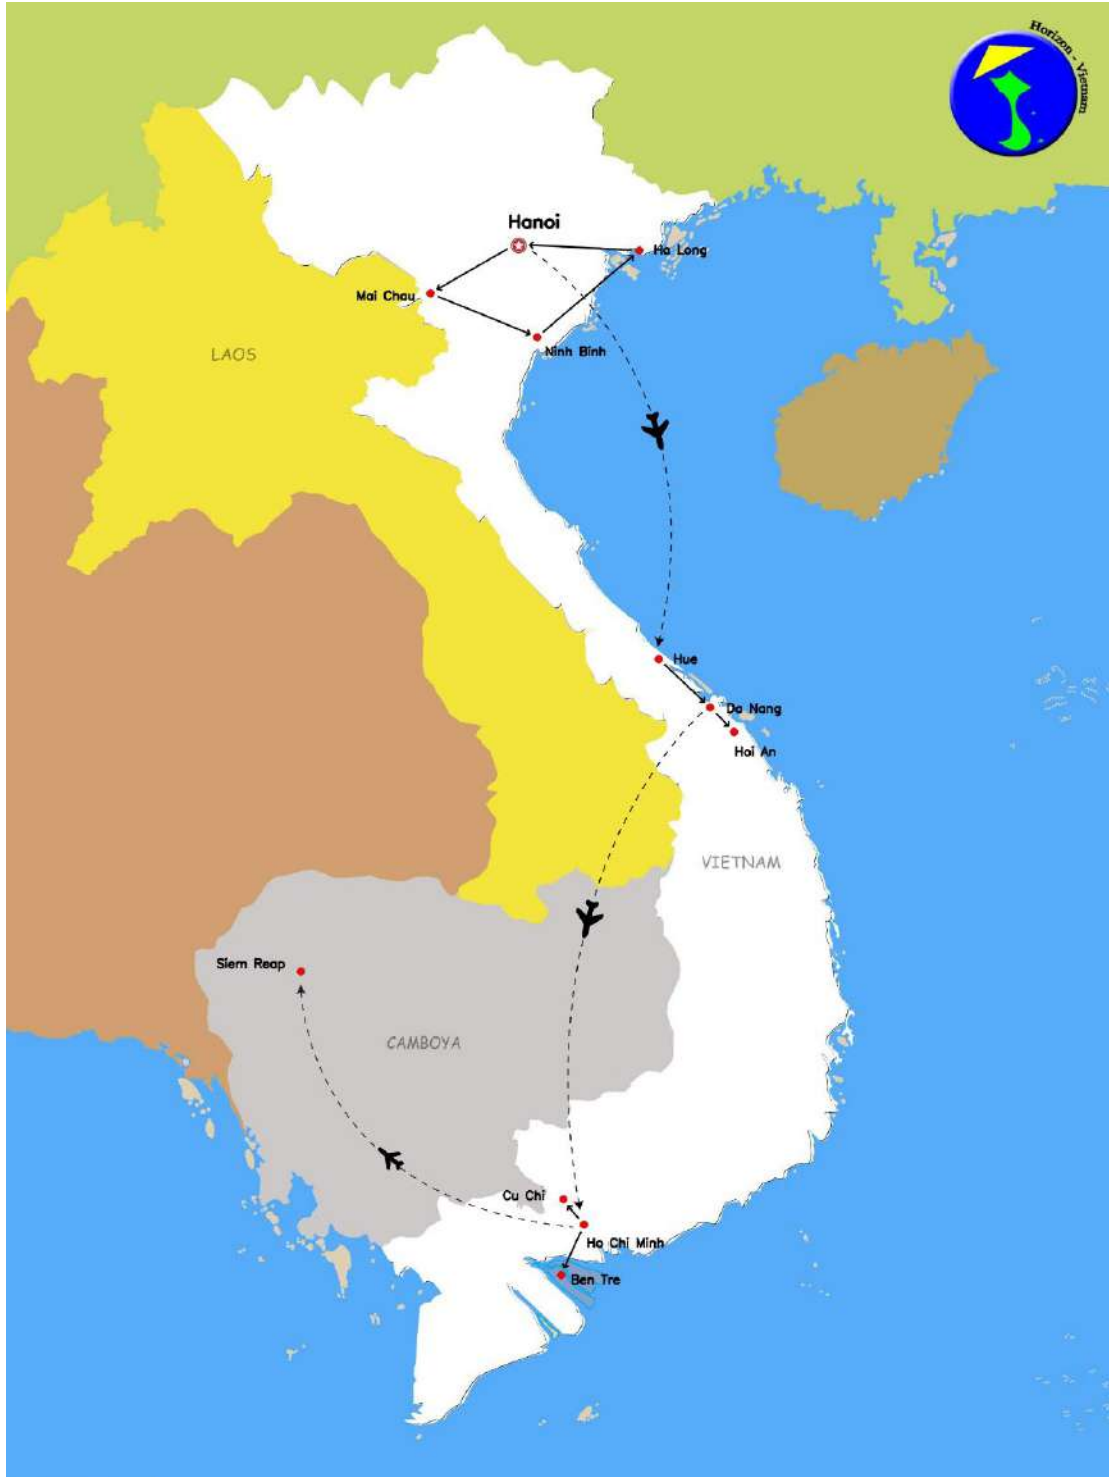 Horizon - Vietnam
Hanoi
Ha Long
Mai Chau
Ninh Binh
LAOS
Hue
Da Nang
Hoi An
VIETNAM
Siem Reap
CAMBOYA
Cu Chi
Ho Chi Minh
Ben Tre